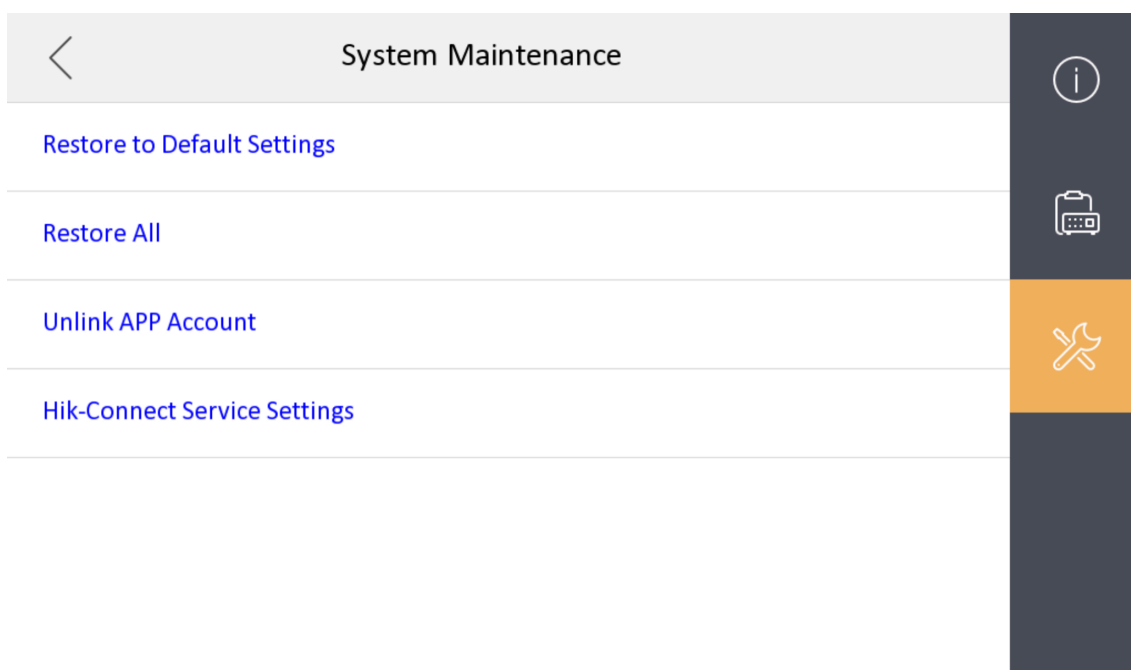 System Maintenance
Restore to Default Settings
Restore All
Unlink APP Account
Hik-Connect Service Settings